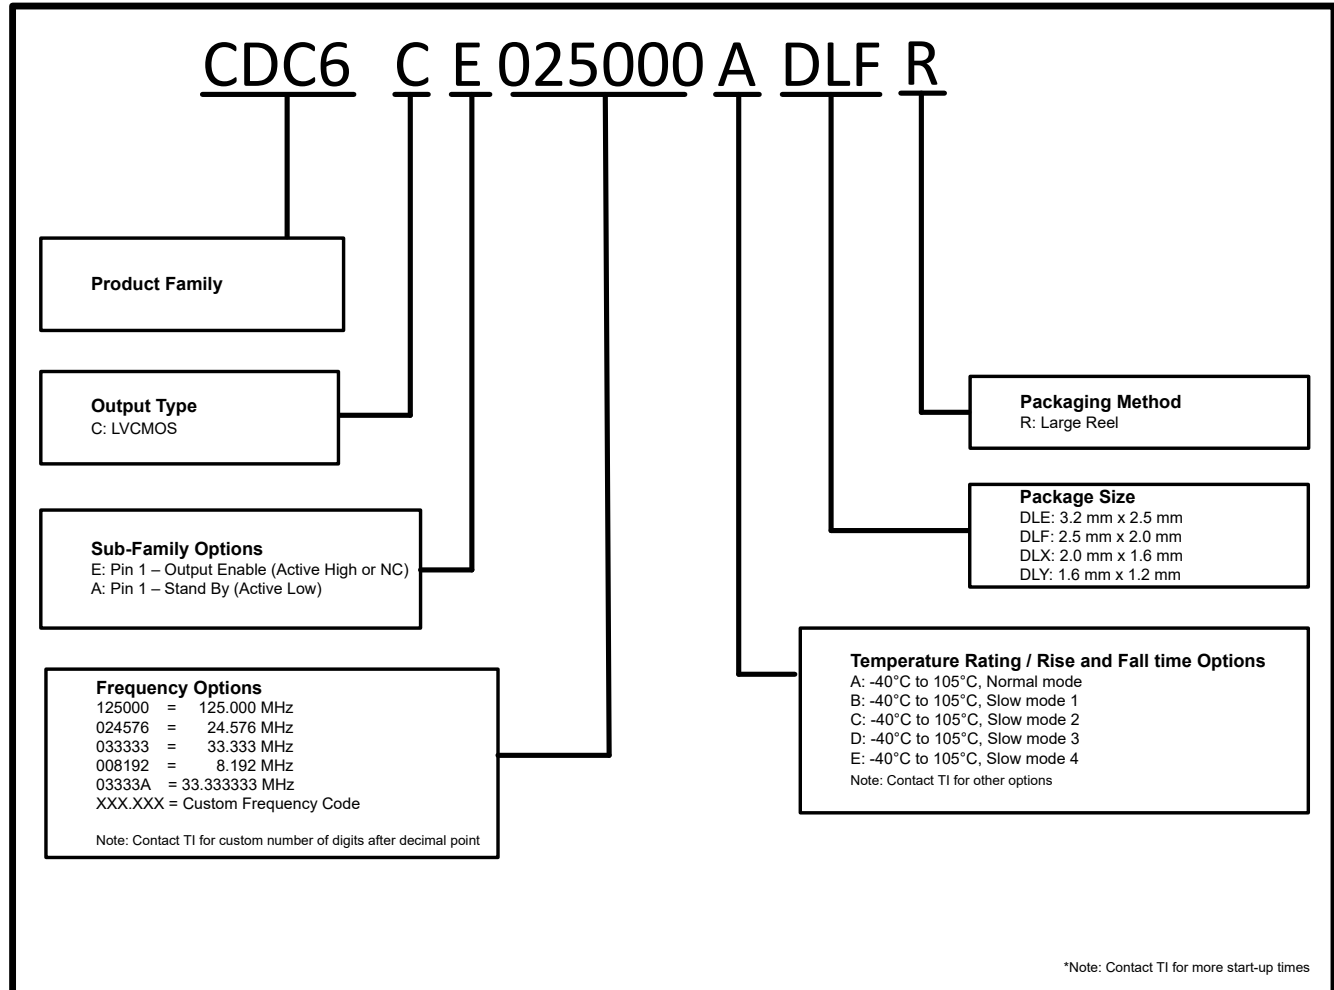 CDC6 C E 025000 A DLF R
Product Family
Output Type
C: LVCMOS
Sub-Family Options
E: Pin 1 – Output Enable (Active High or NC)
A: Pin 1 – Stand By (Active Low)
Frequency Options
125000 = 125.000 MHz
024576 = 24.576 MHz
033333 = 33.333 MHz
008192 = 8.192 MHz
03333A = 33.333333 MHz
XXX.XXX = Custom Frequency Code
Note: Contact TI for custom number of digits after decimal point
Packaging Method
R: Large Reel
Package Size
DLE: 3.2 mm x 2.5 mm
DLF: 2.5 mm x 2.0 mm
DLX: 2.0 mm x 1.6 mm
DLY: 1.6 mm x 1.2 mm
Temperature Rating / Rise and Fall time Options
A: -40°C to 105°C, Normal mode
B: -40°C to 105°C, Slow mode 1
C: -40°C to 105°C, Slow mode 2
D: -40°C to 105°C, Slow mode 3
E: -40°C to 105°C, Slow mode 4
Note: Contact TI for other options
*Note: Contact TI for more start-up times